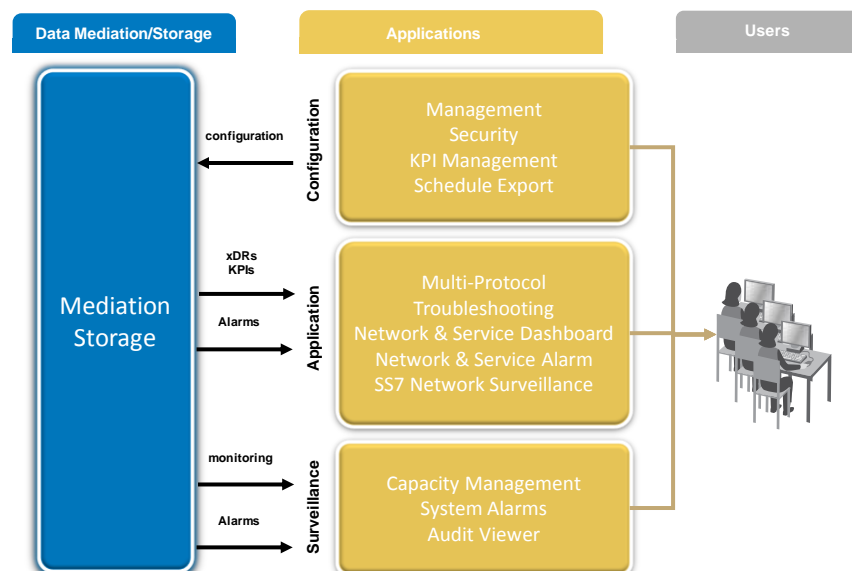 Data Mediation/Storage
Applications
Users
Mediation
Storage
configuration
Configuration
Management
Security
KPI Management
Schedule Export
xDRs
KPIs
Alarms
Application
Multi-Protocol
Troubleshooting
Network & Service Dashboard
Network & Service Alarm
SS7 Network Surveillance
monitoring
Alarms
Surveillance
Capacity Management
System Alarms
Audit Viewer